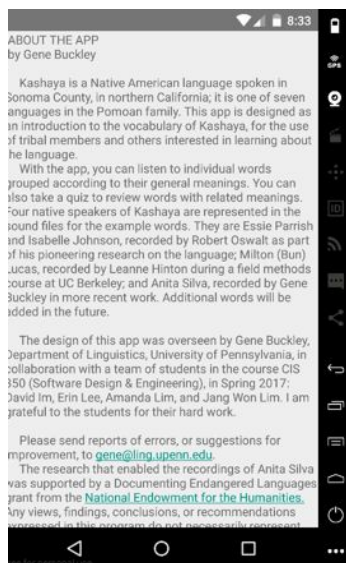 8:33
ABOUT THE APP
by Gene Buckley
Kashaya is a Native American language spoken in
Sonoma County, in northern California; it is one of seven
languages in the Pomoan family. This app is designed as
an introduction to the vocabulary of Kashaya, for the use
of tribal members and others interested in learning about
the language.
With the app, you can listen to individual words
grouped according to their general meanings. You can
also take a quiz to review words with related meanings.
Four native speakers of Kashaya are represented in the
sound files for the example words. They are Essie Parrish
and Isabelle Johnson, recorded by Robert Oswalt as part
of his pioneering research on the language; Milton (Bun)
Lucas, recorded by Leanne Hinton during a field methods
course at UC Berkeley; and Anita Silva, recorded by Gene
Buckley in more recent work. Additional words will be
added in the future.
The design of this app was overseen by Gene Buckley,
Department of Linguistics, University of Pennsylvania, in
collaboration with a team of students in the course CIS
350 (Software Design & Engineering), in Spring 2017:
David Im, Erin Lee, Amanda Lim, and Jang Won Lim. I am
grateful to the students for their hard work.
Please send reports of errors, or suggestions for
improvement, to gene@ling.upenn.edu.
The research that enabled the recordings of Anita Silva
was supported by a Documenting Endangered Languages
grant from the National Endowment for the Humanities.
Any views, findings, conclusions, or recommendations
expressed in this program do not necessarily represent
GPS
ID